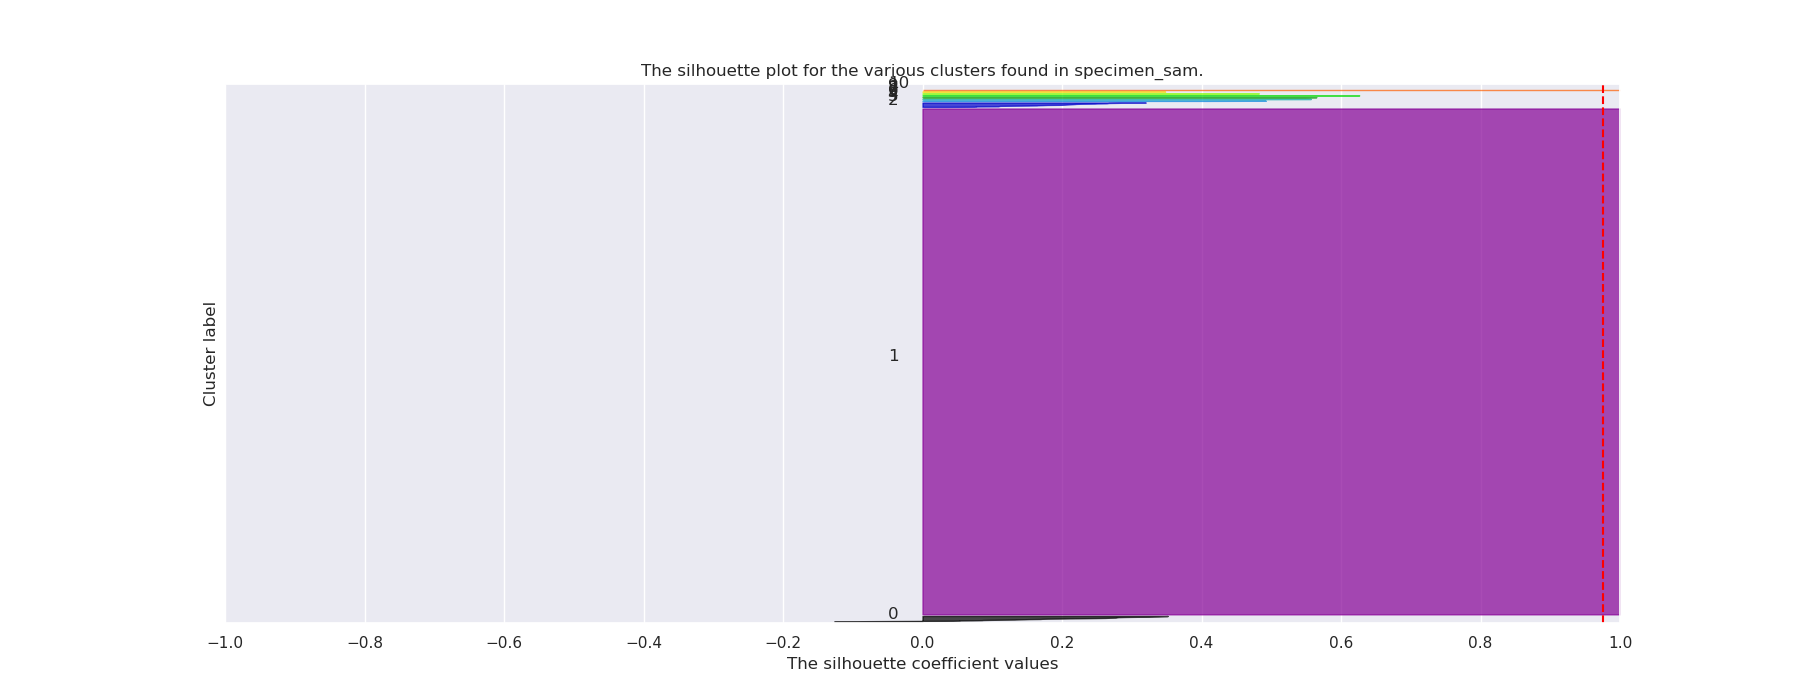 The silhouette plot for the various clusters found in specimen_sam.
10
2
1
0
Cluster label
−1.0 −0.8 −0.6 −0.4 −0.2 0.0 0.2 0.4 0.6 0.8 1.0
The silhouette coefficient values